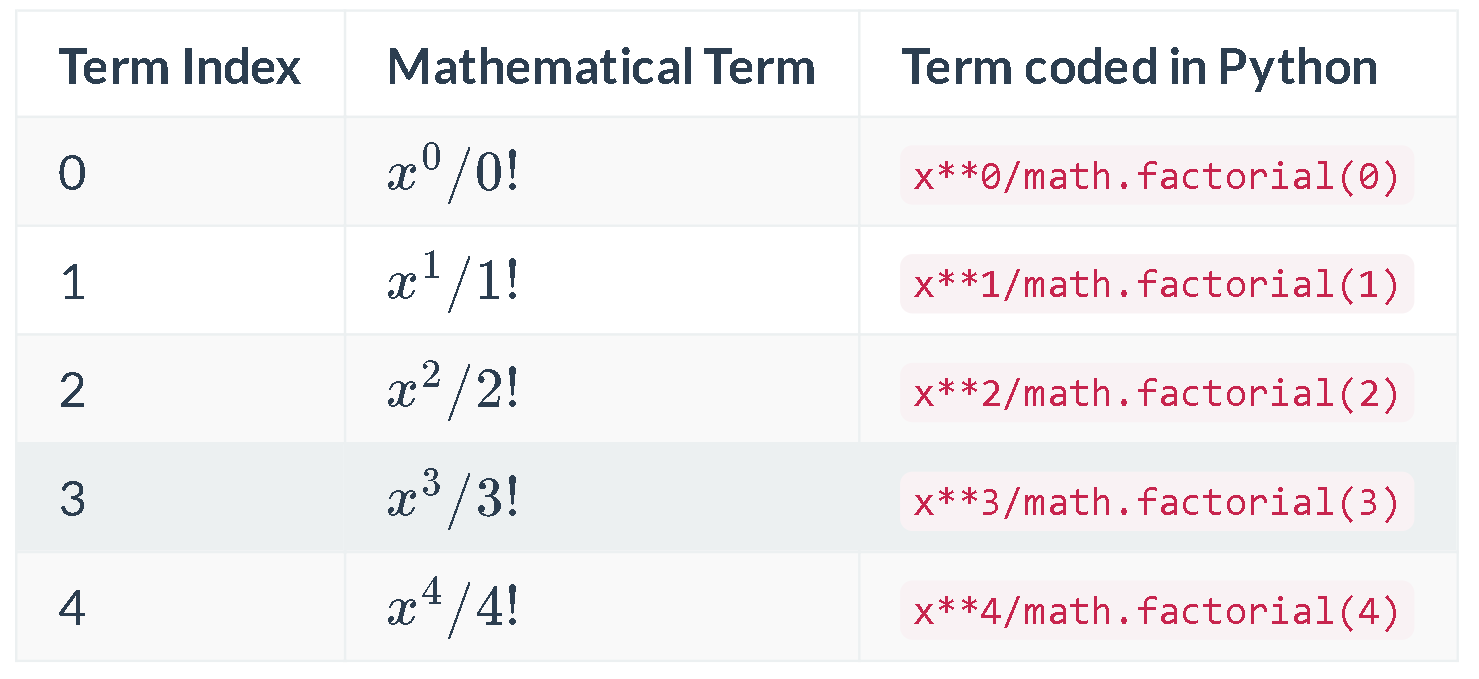 Term Index Mathematical Term Term coded in Python
0 x^0/0! x**0/math.factorial(0)
1 x^1/1! x**1/math.factorial(1)
2 x^2/2! x**2/math.factorial(2)
3 x^3/3! x**3/math.factorial(3)
4 x^4/4! x**4/math.factorial(4)